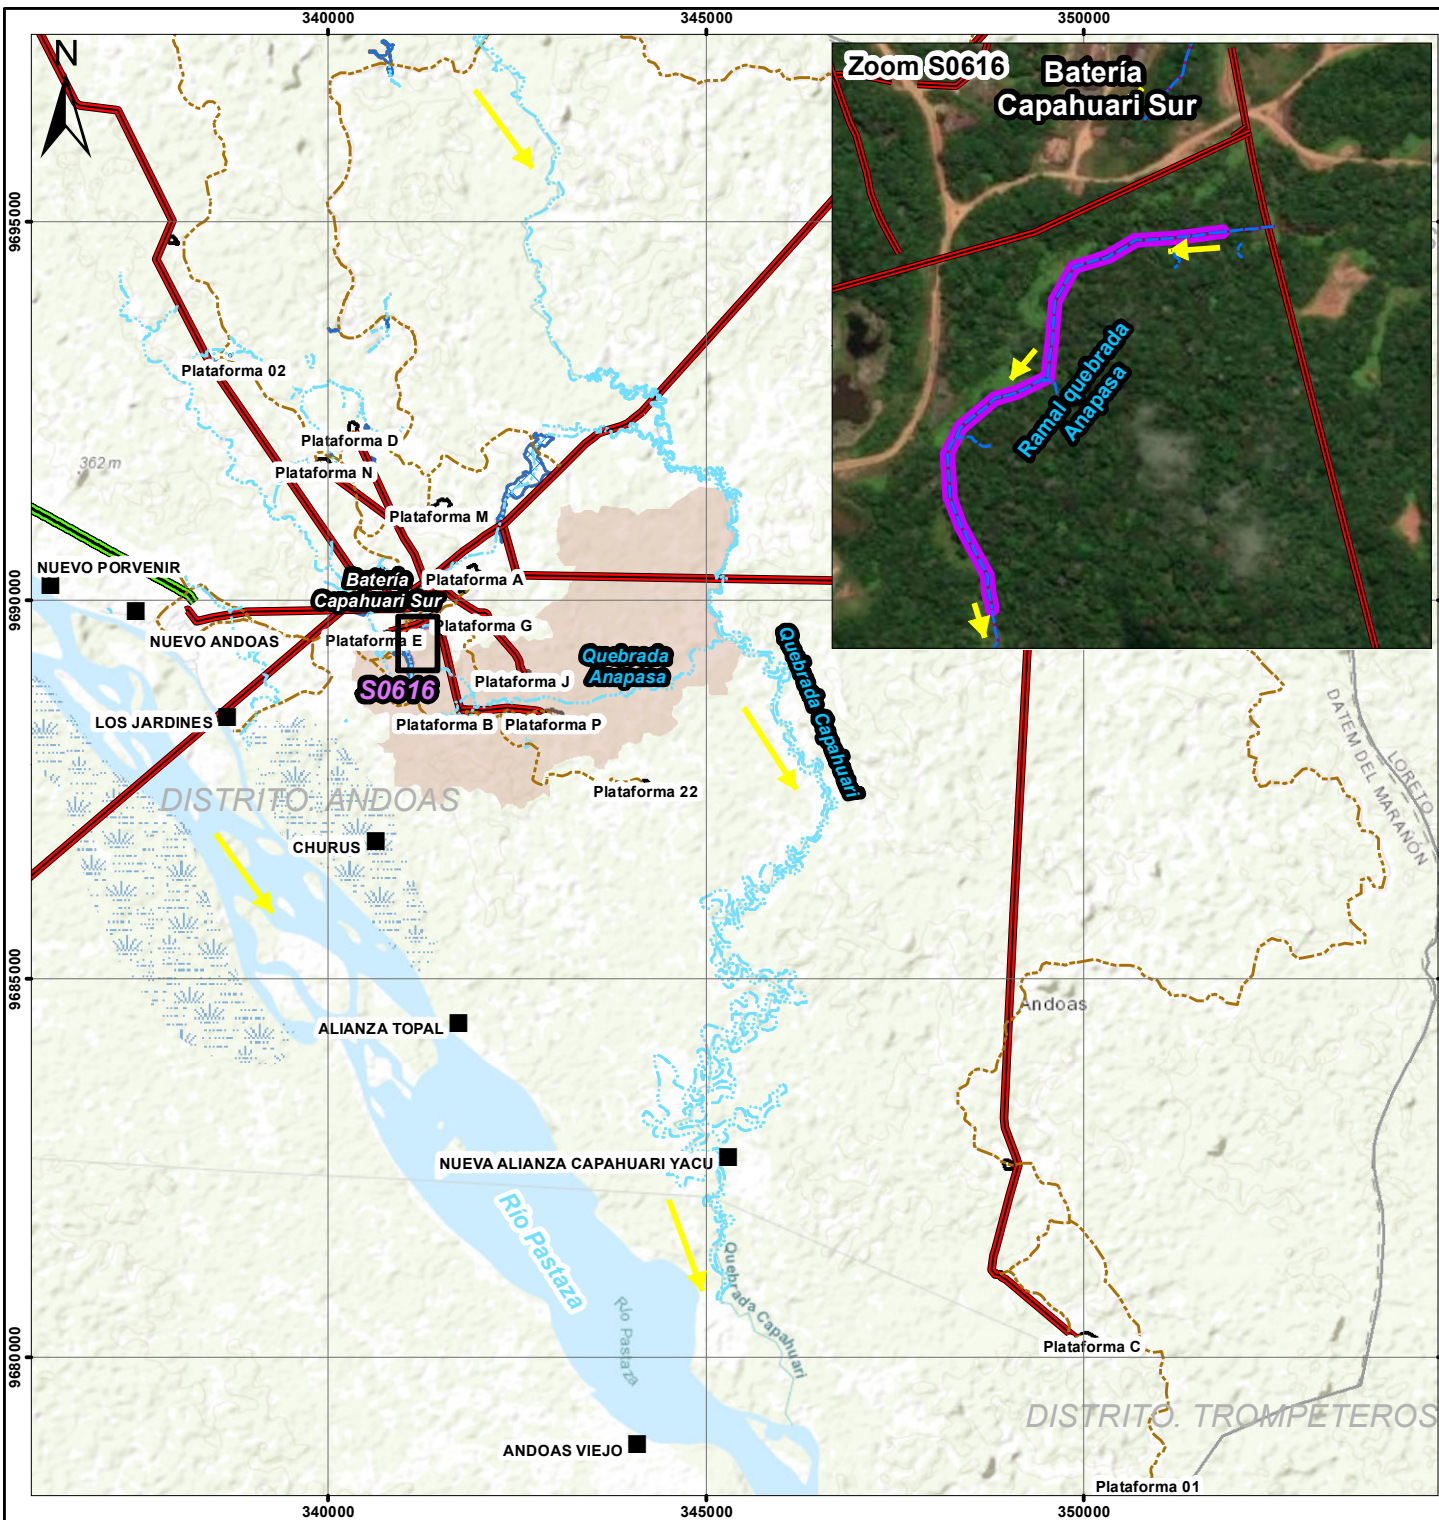 340000
345000
350000
N
Zoom S0616
Batería
Capahuari Sur
Ramal quebrada
Anapasa
9695000
Plataforma 02
Plataforma D
362 m
Plataforma N
Plataforma M
NUEVO PORVENIR
Batería
Capahuari Sur
Plataforma A
9690000
NUEVO ANDOAS
Plataforma E
Plataforma G
Quebrada
Anapasa
Quebrada Capahuari
S0616
Plataforma J
LOS JARDINES
Plataforma B
Plataforma P
LORETO
DATEM DEL MARAÑÓN
Plataforma 22
DISTRITO. ANDOAS
CHURUS
9685000
Andoas
ALIANZA TOPAL
NUEVA ALIANZA CAPAHUARI YACU
Río Pastaza
Río Pastaza
Quebrada Capahuari
9680000
Plataforma C
DISTRITO. TROMPETEROS
ANDOAS VIEJO
Plataforma 01
340000
345000
350000